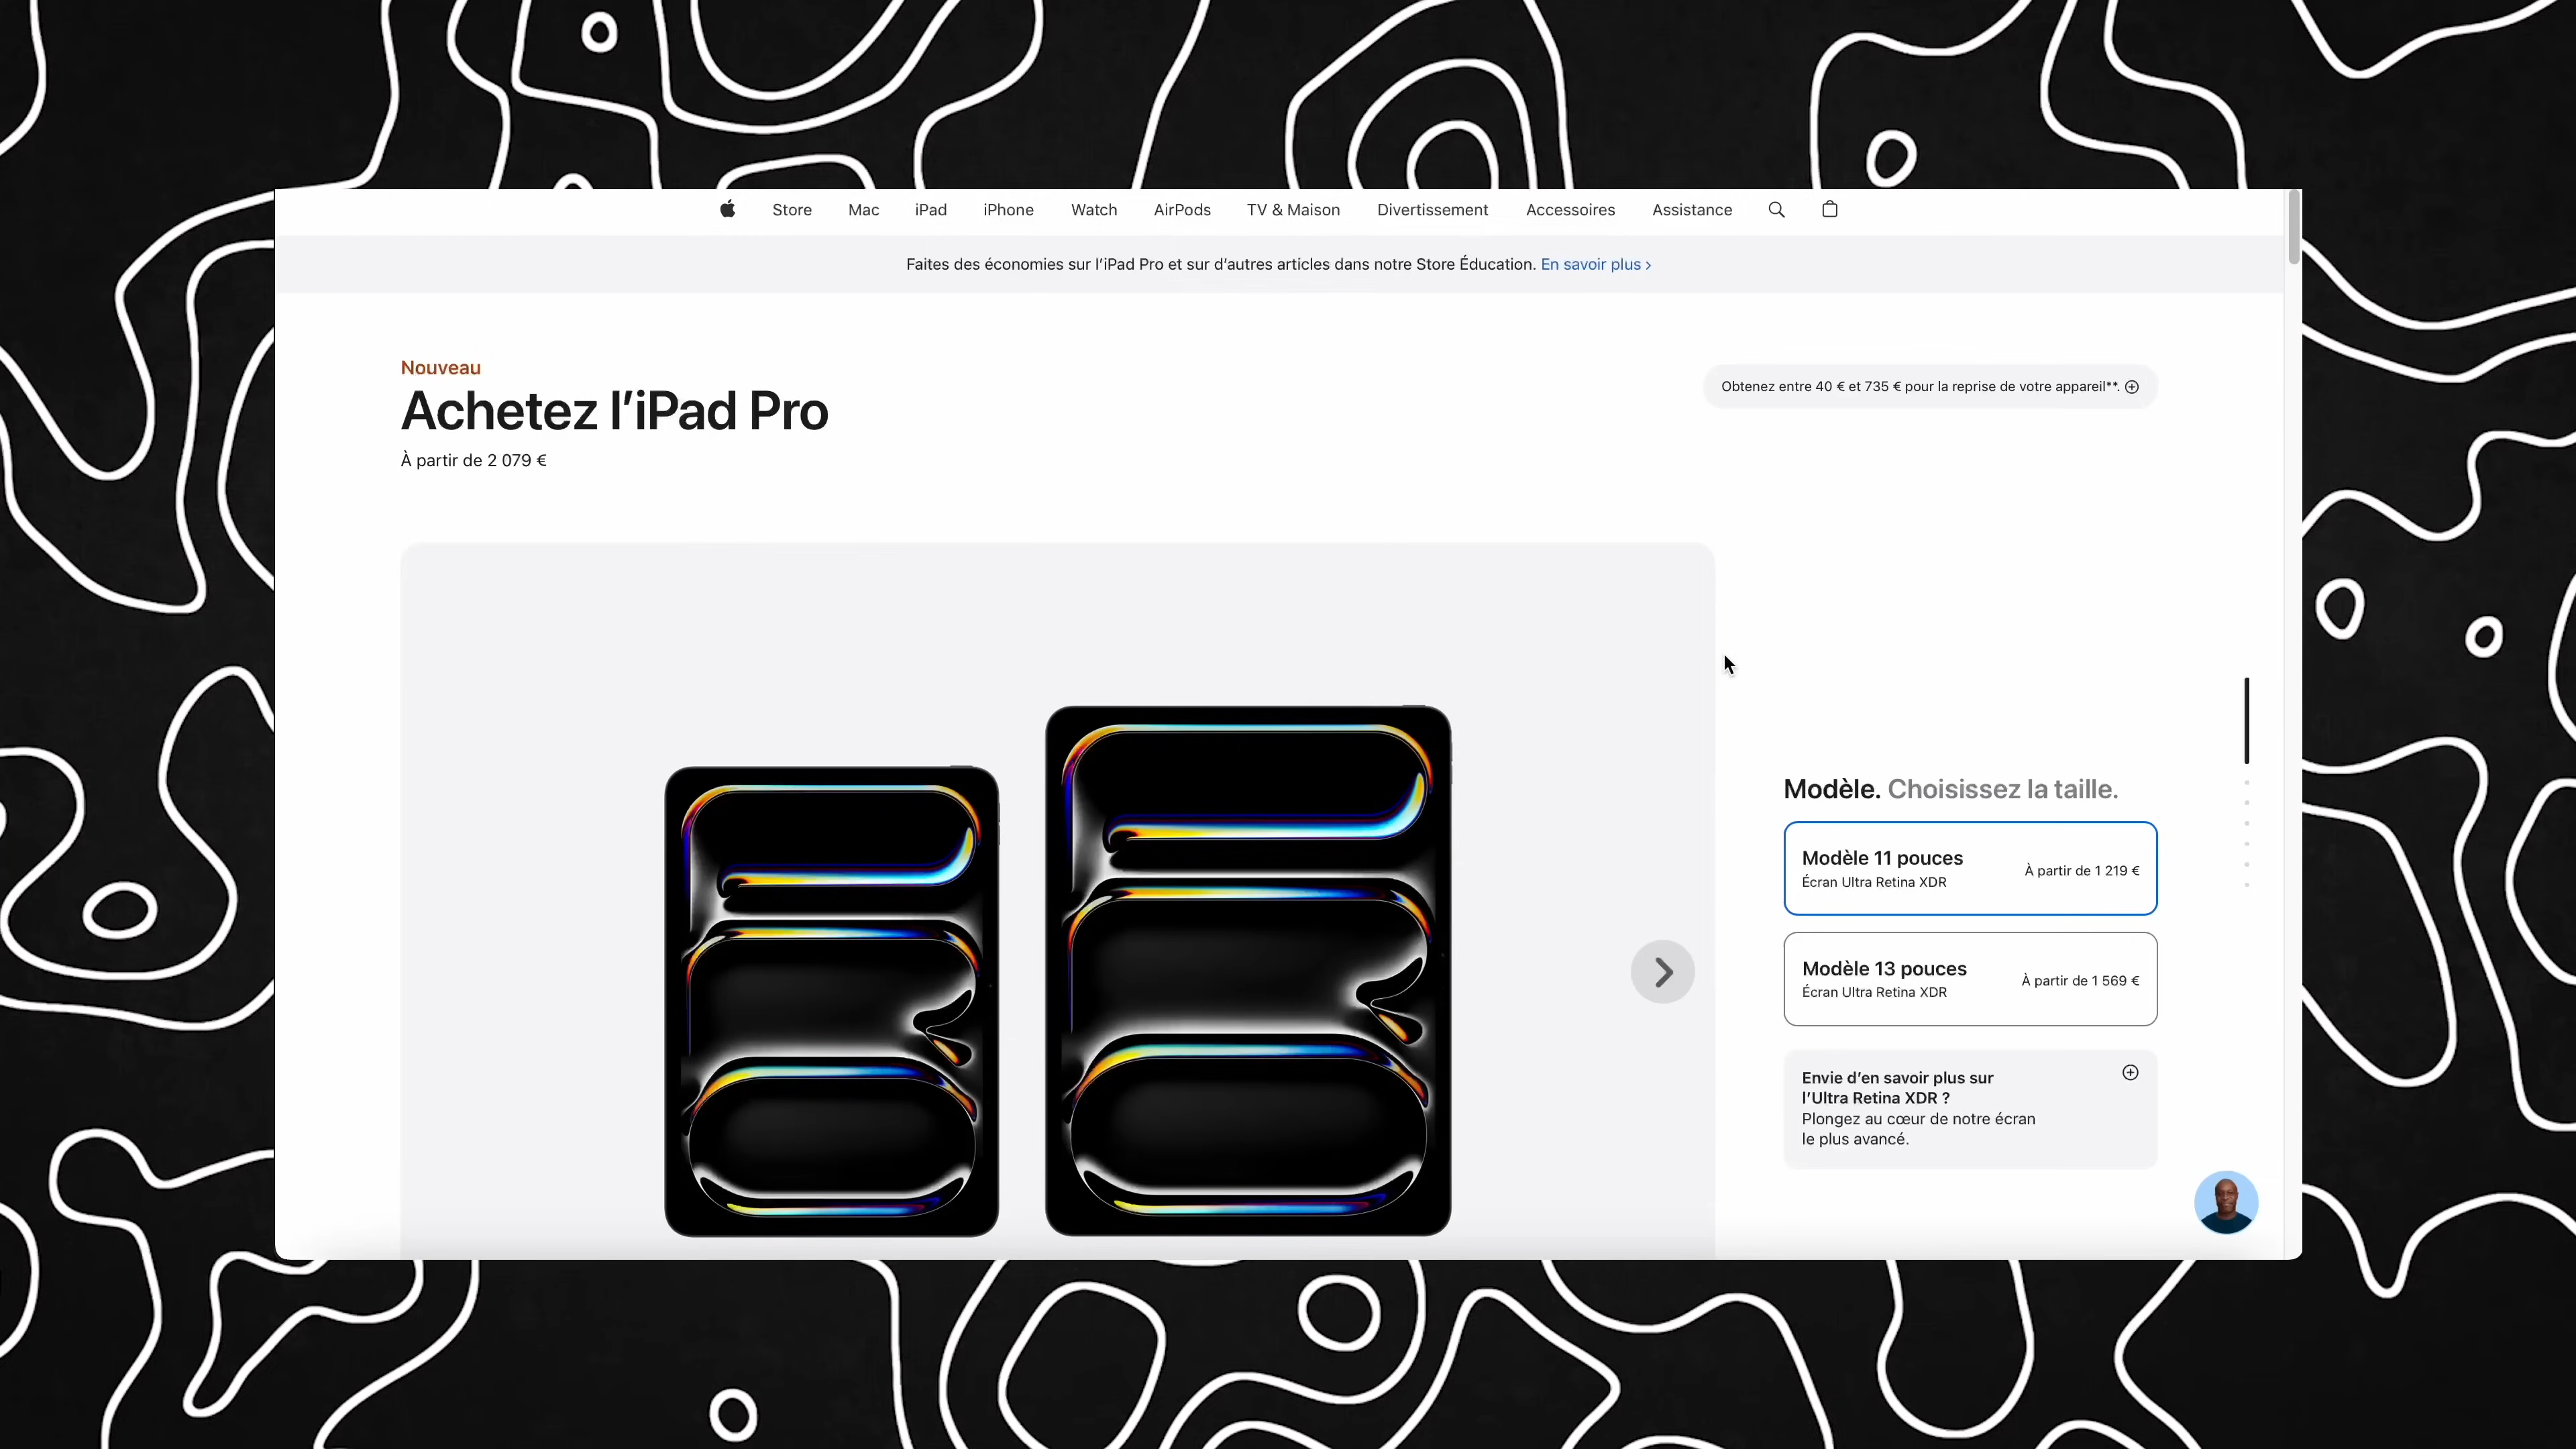 Store Mac iPad iPhone Watch AirPods TV & Maison Divertissement Accessoires Assistance
Faites des économies sur l’iPad Pro et sur d’autres articles dans notre Store Éducation. En savoir plus ›
Nouveau
Achetez l’iPad Pro
À partir de 2 079 €
Obtenez entre 40 € et 735 € pour la reprise de votre appareil**.
Modèle. Choisissez la taille.
Modèle 11 pouces
Écran Ultra Retina XDR
À partir de 1 219 €
Modèle 13 pouces
Écran Ultra Retina XDR
À partir de 1 569 €
Envie d’en savoir plus sur
l’Ultra Retina XDR ?
Plongez au cœur de notre écran
le plus avancé.